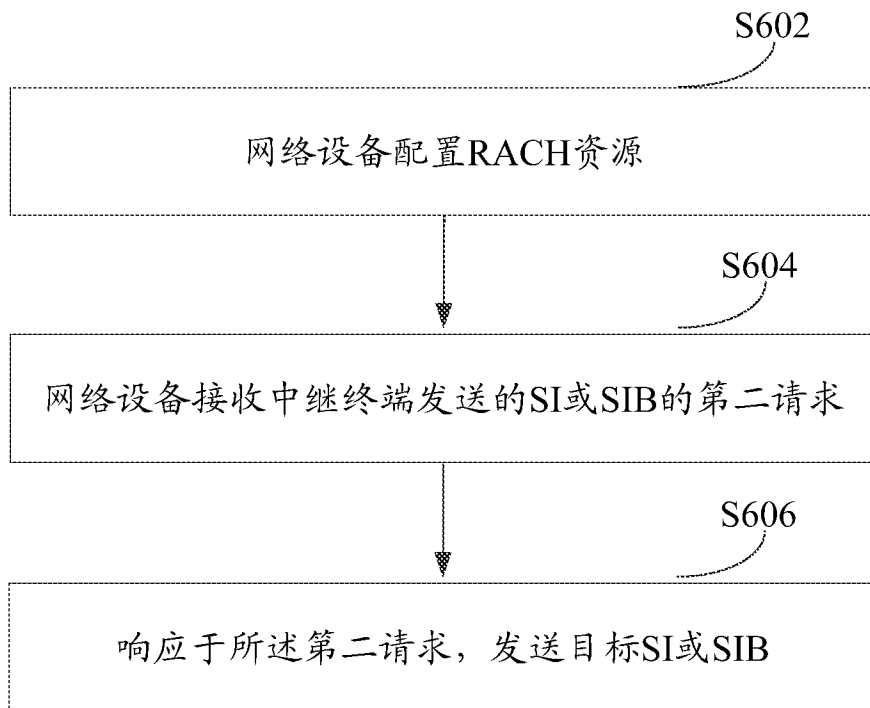 S602
网络设备配置RACH资源
S604
网络设备接收中继终端发送的SI或SIB的第二请求
S606
响应于所述第二请求，发送目标SI或SIB